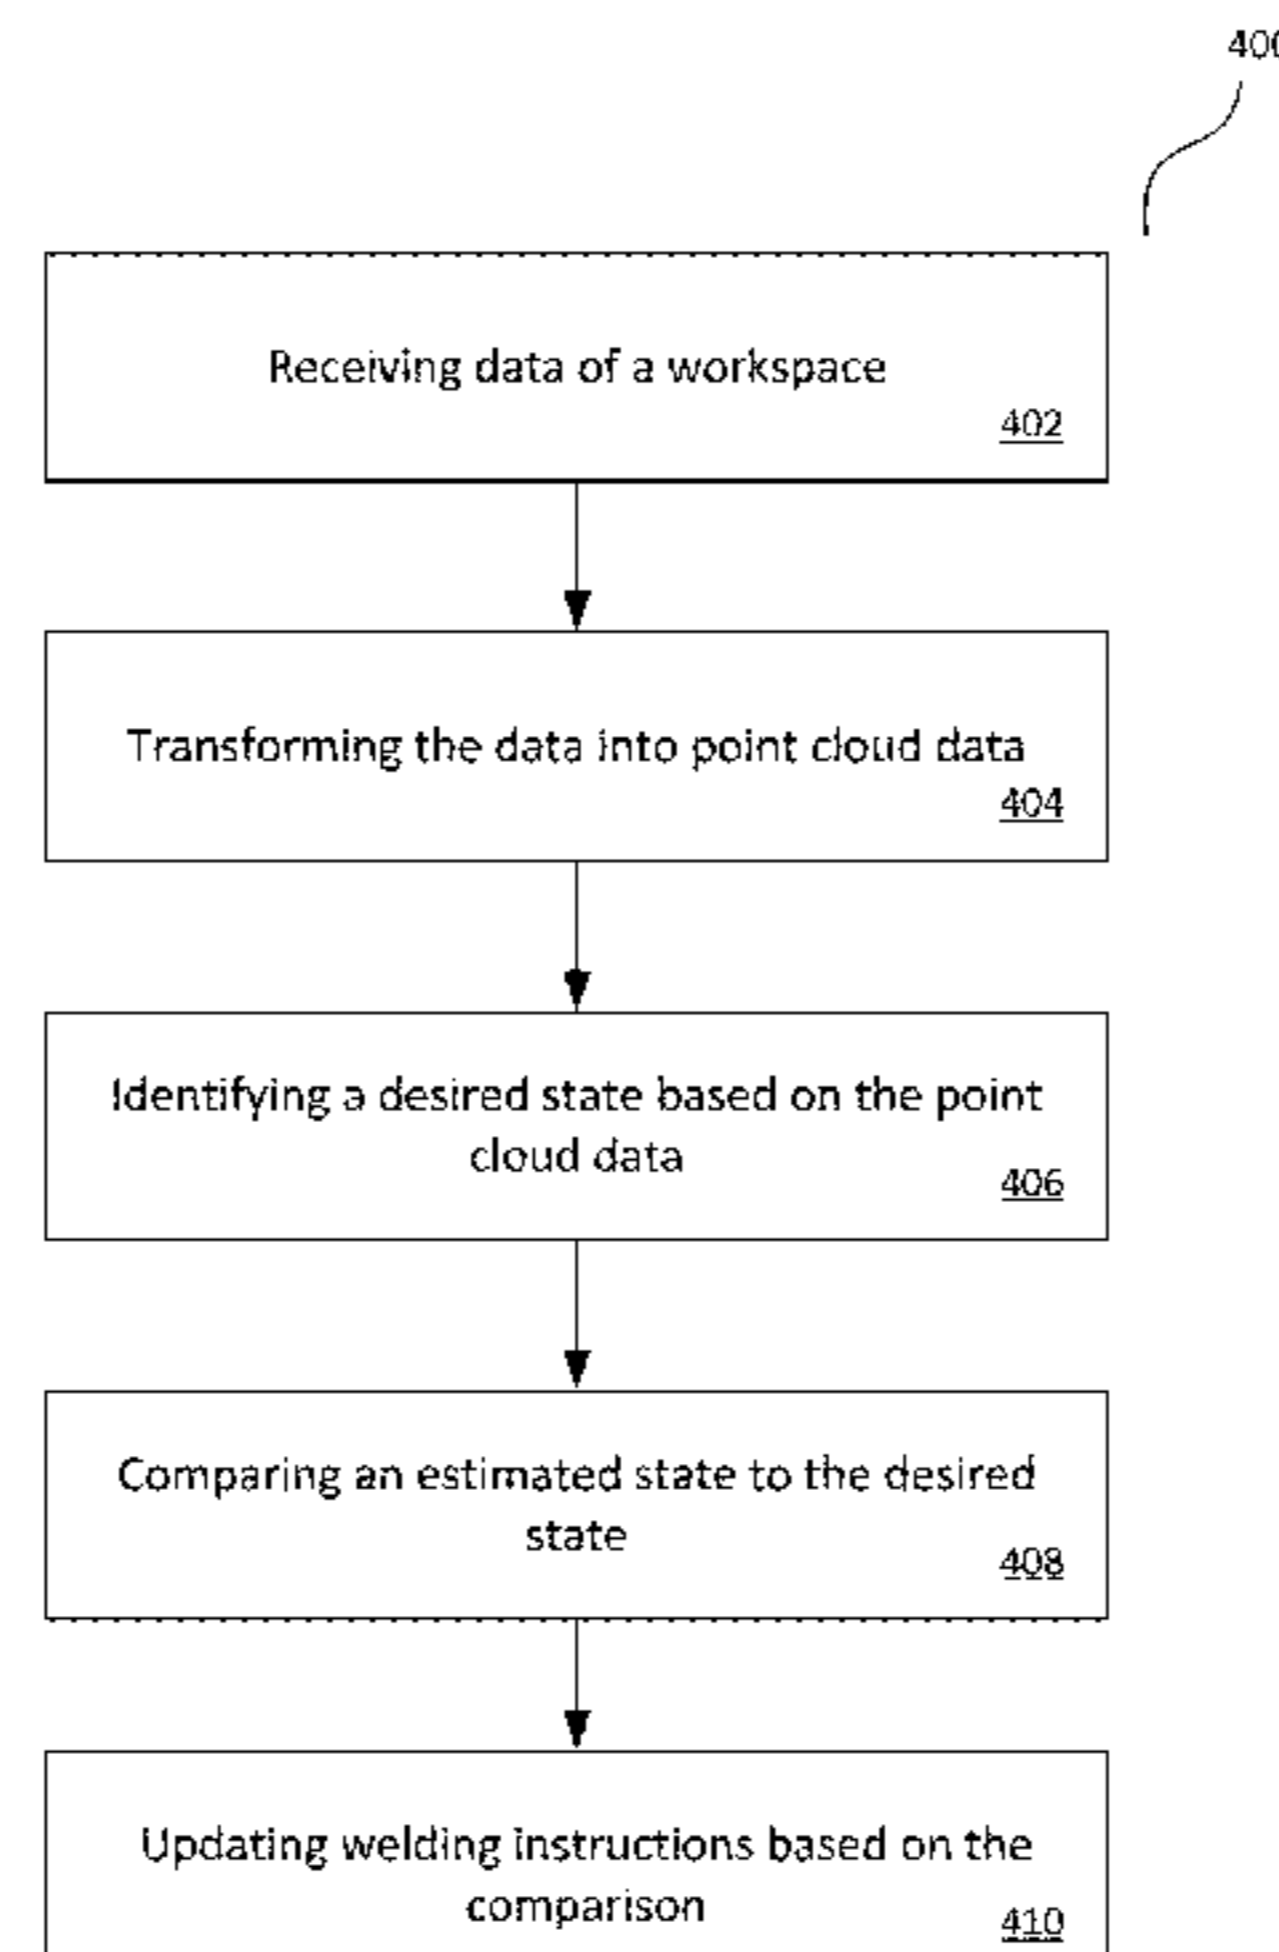 400
Receiving data of a workspace
402
Transforming the data into point cloud data
404
Identifying a desired state based on the point
cloud data
406
Comparing an estimated state to the desired
state
408
Updating welding instructions based on the
comparison
410